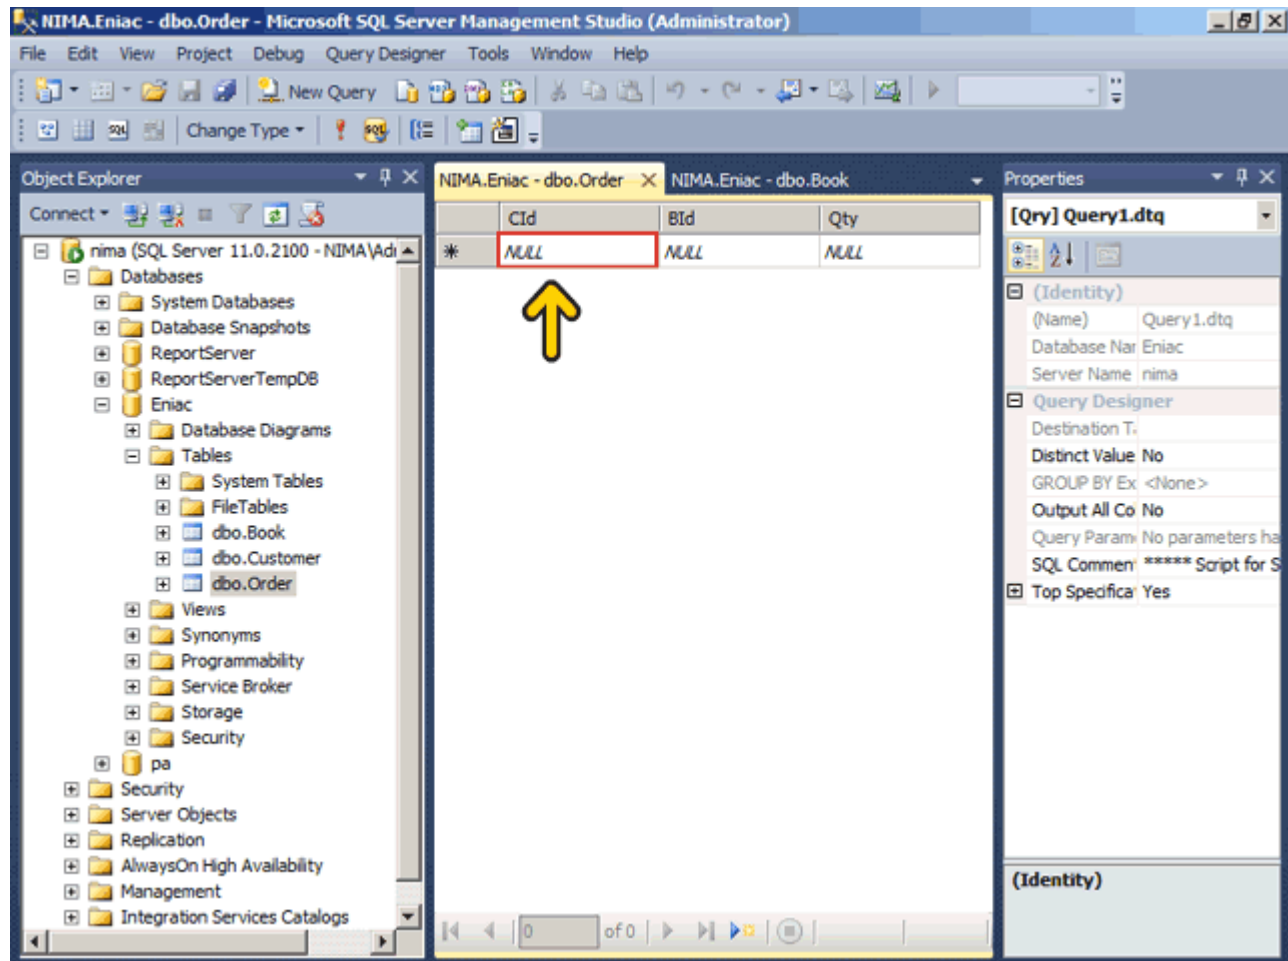 NIMA.Eniac - dbo.Order - Microsoft SQL Server Management Studio (Administrator)
File Edit View Project Debug Query Designer Tools Window Help
New Query
Change Type
Object Explorer
Connect
nima (SQL Server 11.0.2100 - NIMA\Adi
Databases
System Databases
Database Snapshots
ReportServer
ReportServerTempDB
Eniac
Database Diagrams
Tables
System Tables
FileTables
dbo.Book
dbo.Customer
dbo.Order
Views
Synonyms
Programmability
Service Broker
Storage
Security
pa
Security
Server Objects
Replication
AlwaysOn High Availability
Management
Integration Services Catalogs
NIMA.Eniac - dbo.Order NIMA.Eniac - dbo.Book
CId BId Qty
NULL NULL NULL
0 of 0
Properties
[Qry] Query1.dtq
(Identity)
(Name) Query1.dtq
Database Nar Eniac
Server Name nima
Query Designer
Destination T
Distinct Value No
GROUP BY Ex <None>
Output All Co No
Query Param No parameters ha
SQL Commen ***** Script for S
Top Specifica Yes
(Identity)